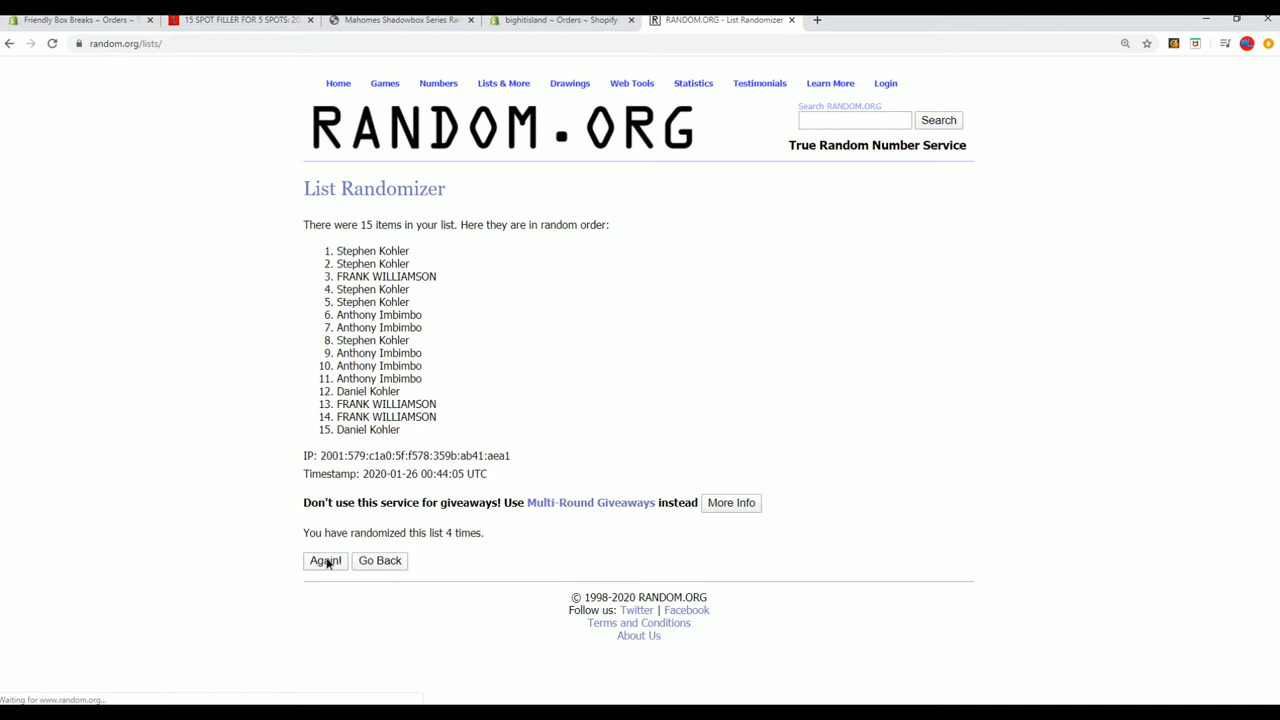 Friendly Box Breaks ~ Orders ~ S
15 SPOT FILLER FOR 5 SPOTS: 20
Mahomes Shadowbox Series Ra
bighitisland ~ Orders ~ Shopify
RANDOM.ORG - List Randomizer
random.org/lists/
Home Games Numbers Lists & More Drawings Web Tools Statistics Testimonials Learn More Login
RANDOM.ORG
Search RANDOM.ORG
Search
True Random Number Service
List Randomizer
There were 15 items in your list. Here they are in random order:
1. Stephen Kohler
2. Stephen Kohler
3. FRANK WILLIAMSON
4. Stephen Kohler
5. Stephen Kohler
6. Anthony Imbimbo
7. Anthony Imbimbo
8. Stephen Kohler
9. Anthony Imbimbo
10. Anthony Imbimbo
11. Anthony Imbimbo
12. Daniel Kohler
13. FRANK WILLIAMSON
14. FRANK WILLIAMSON
15. Daniel Kohler
IP: 2001:579:c1a0:5f:f578:359b:ab41:aea1
Timestamp: 2020-01-26 00:44:05 UTC
Don't use this service for giveaways! Use Multi-Round Giveaways instead More Info
You have randomized this list 4 times.
Again! Go Back
© 1998-2020 RANDOM.ORG
Follow us: Twitter | Facebook
Terms and Conditions
About Us
Waiting for www.random.org...